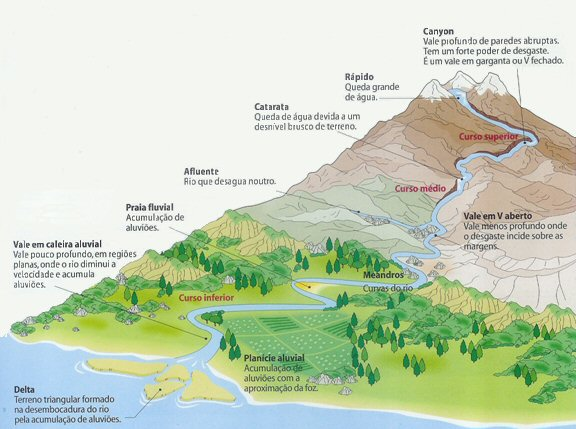 Canyon
Vale profundo de paredes abruptas.
Tem um forte poder de desgaste.
É um vale em garganta ou V fechado.
Rápido
Queda grande
de água.
Catarata
Queda de água devida a um
desnível brusco de terreno.
Curso superior
Afluente
Rio que desagua noutro.
Curso médio
Praia fluvial
Acumulação de
aluviões.
Vale em V aberto
Vale menos profundo onde
o desgaste incide sobre as
margens.
Vale em caleira aluvial
Vale pouco profundo, em regiões
planas, onde o rio diminui a
velocidade e acumula
aluviões.
Meandros
Curvas do rio
Curso inferior
Planície aluvial
Acumulação de
aluviões com a
aproximação da foz.
Delta
Terreno triangular formado
na desembocadura do rio
pela acumulação de aluviões.